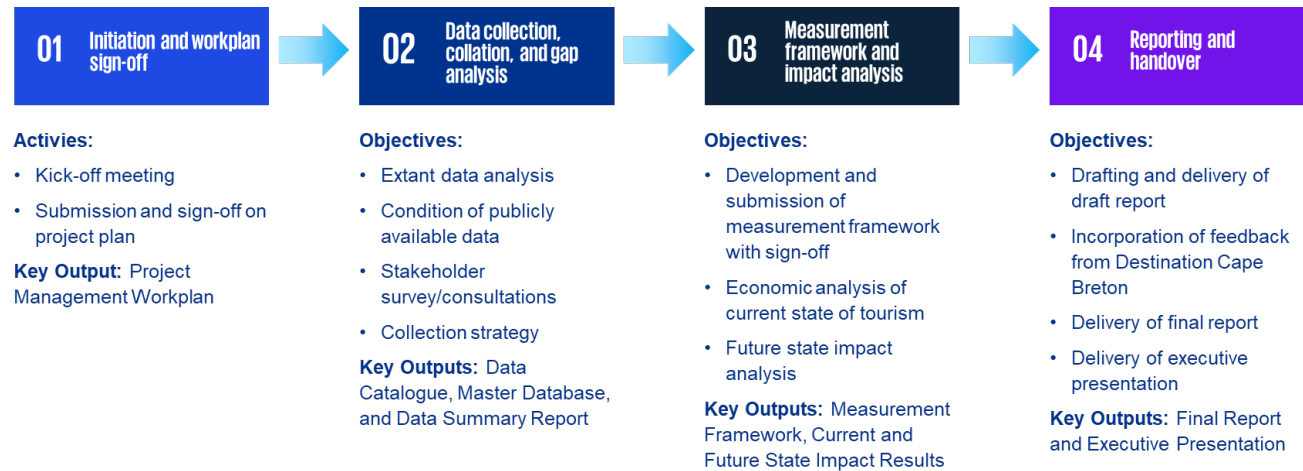 01
Initiation and workplan
sign-off
Activies:
• Kick-off meeting
• Submission and sign-off on
project plan
Key Output: Project
Management Workplan
02
Data collection,
collation, and gap
analysis
Objectives:
• Extant data analysis
• Condition of publicly
available data
• Stakeholder
survey/consultations
• Collection strategy
Key Outputs: Data
Catalogue, Master Database,
and Data Summary Report
03
Measurement
framework and
impact analysis
Objectives:
• Development and
submission of
measurement framework
with sign-off
• Economic analysis of
current state of tourism
• Future state impact
analysis
Key Outputs: Measurement
Framework, Current and
Future State Impact Results
04
Reporting and
handover
Objectives:
• Drafting and delivery of
draft report
• Incorporation of feedback
from Destination Cape
Breton
• Delivery of final report
• Delivery of executive
presentation
Key Outputs: Final Report
and Executive Presentation